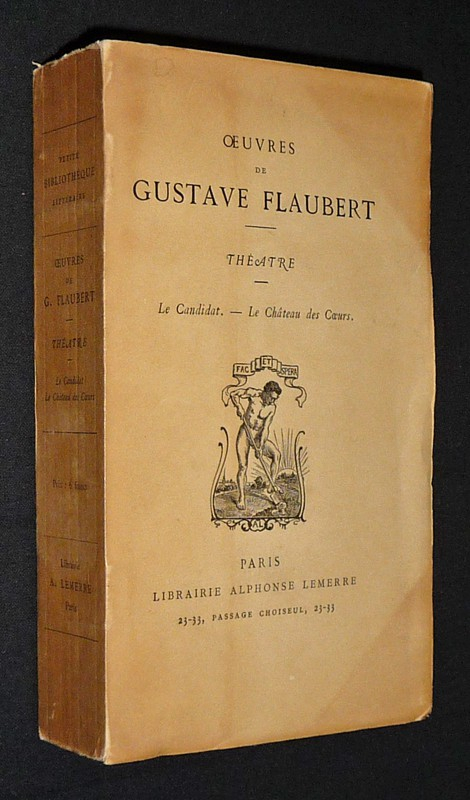 PETITE
BIBLIOTHÈQUE
LITTÉRAIRE
ŒUVRES
DE
G. FLAUBERT
THÉATRE
Le Candidat
Le Château des Cœurs
Librairie
A. LEMERRE
Paris
ŒUVRES
DE
GUSTAVE FLAUBERT
THÉATRE
Le Candidat. — Le Château des Cœurs.
FAC ET SPERA
AL
PARIS
LIBRAIRIE ALPHONSE LEMERRE
23-33, PASSAGE CHOISEUL, 23-33